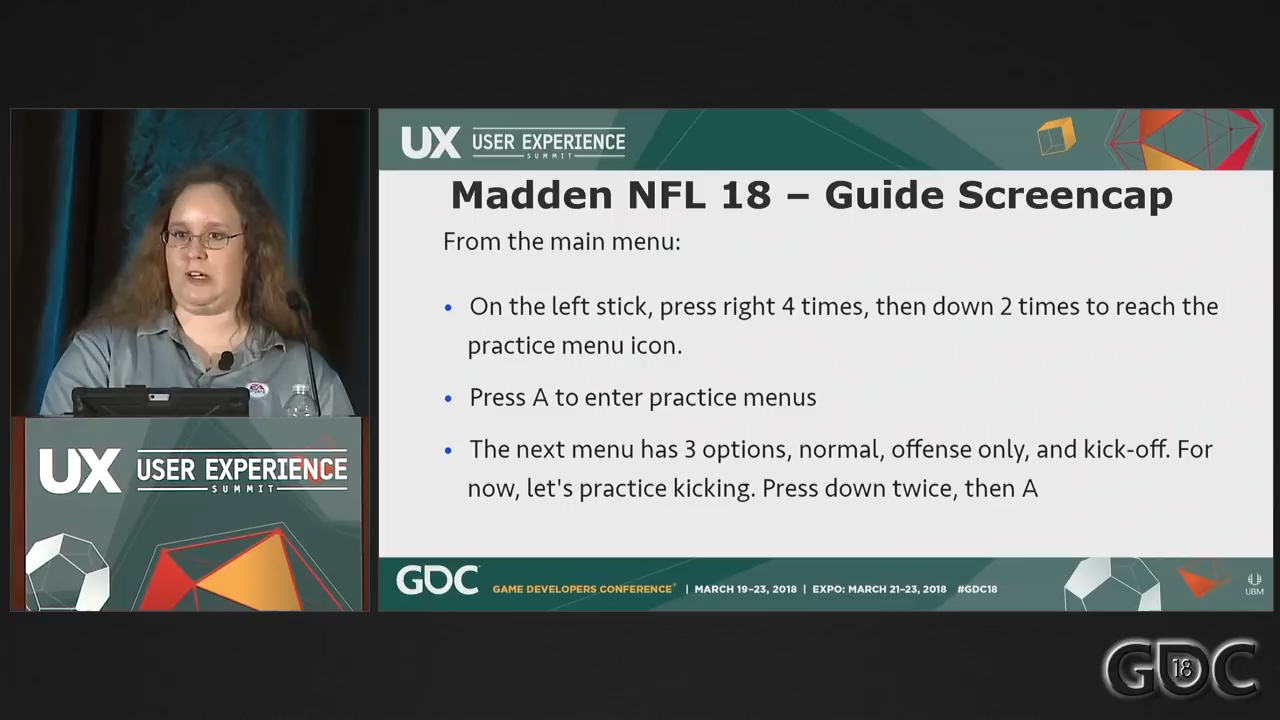 UX USER EXPERIENCE
SUMMIT
Madden NFL 18 – Guide Screencap
From the main menu:
• On the left stick, press right 4 times, then down 2 times to reach the
practice menu icon.
• Press A to enter practice menus
• The next menu has 3 options, normal, offense only, and kick-off. For
now, let's practice kicking. Press down twice, then A
EA
UX USER EXPERIENCE
SUMMIT
GDC GAME DEVELOPERS CONFERENCE® | MARCH 19–23, 2018 | EXPO: MARCH 21–23, 2018 #GDC18
UBM
GDC 18